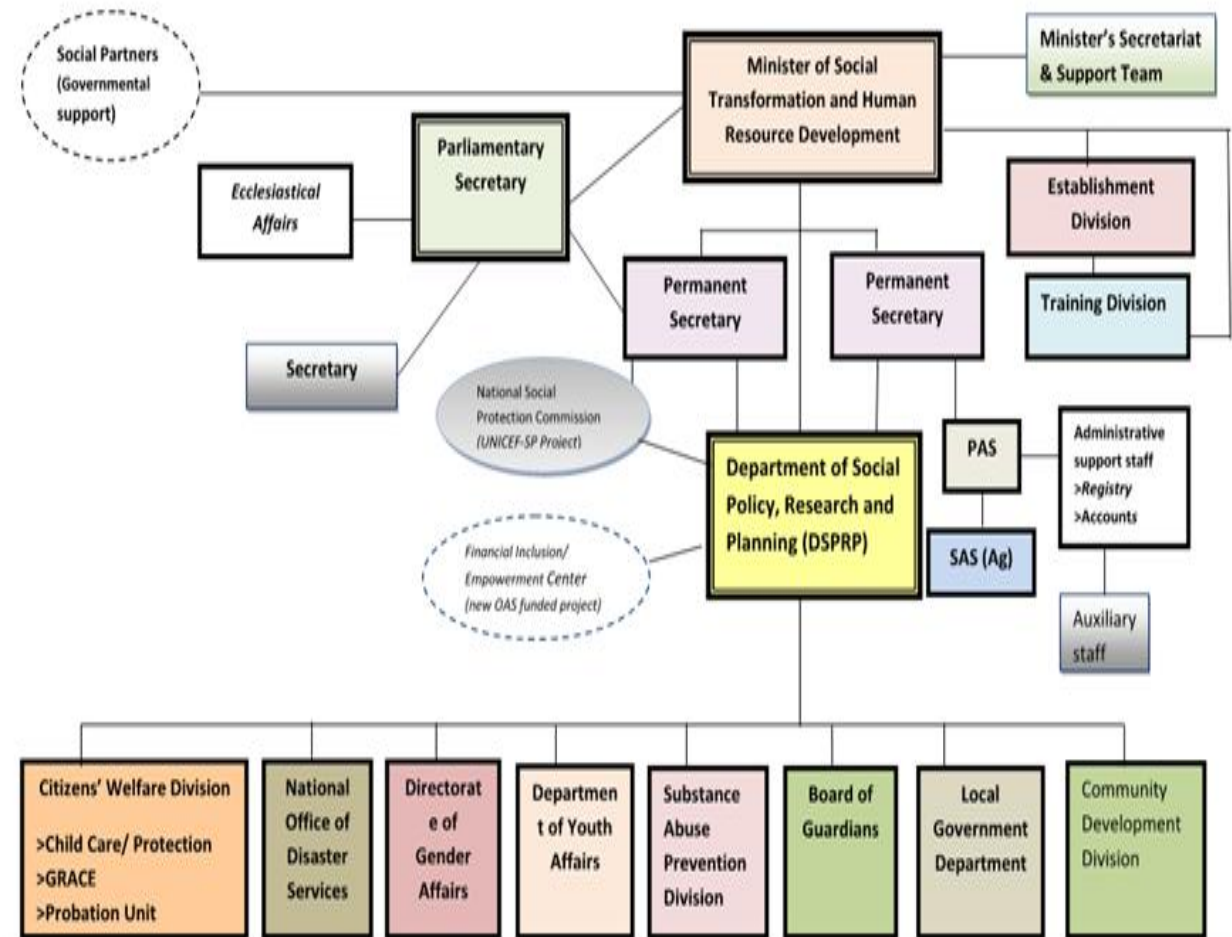 Social Partners
(Governmental
support)
Minister of Social
Transformation and Human
Resource Development
Minister's Secretariat
& Support Team
Parliamentary
Secretary
Ecclesiastical
Affairs
Establishment
Division
Permanent
Secretary
Permanent
Secretary
Training Division
Secretary
National Social
Protection Commission
(UNICEF-SP Project)
Department of Social
Policy, Research and
Planning (DSPRP)
PAS
Administrative
support staff
>Registry
>Accounts
Financial Inclusion/
Empowerment Center
(new OAS funded project)
SAS (Ag)
Auxiliary
staff
Citizens' Welfare Division
>Child Care/ Protection
>GRACE
>Probation Unit
National
Office of
Disaster
Services
Directorat
e of
Gender
Affairs
Departmen
t of Youth
Affairs
Substance
Abuse
Prevention
Division
Board of
Guardians
Local
Government
Department
Community
Development
Division